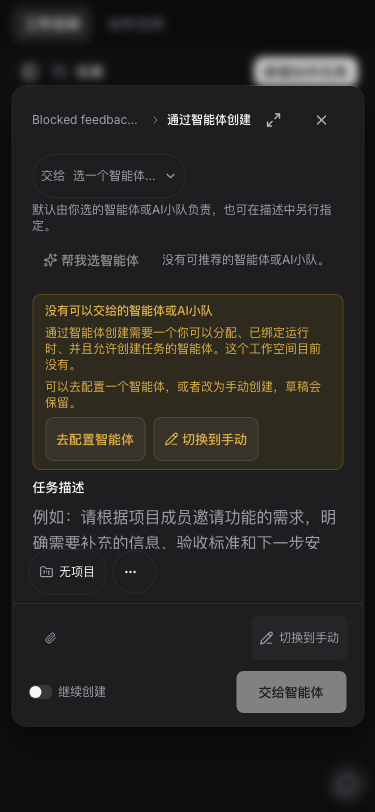 Blocked feedbac... > 通过智能体创建
交给 选一个智能体...
默认由你选的智能体或AI小队负责，也可在描述中另行指
定。
帮我选智能体 没有可推荐的智能体或AI小队。
没有可以交给的智能体或AI小队
通过智能体创建需要一个你可以分配、已绑定运行
时、并且允许创建任务的智能体。这个工作空间目前
没有。
可以去配置一个智能体，或者改为手动创建，草稿会
保留。
去配置智能体 切换到手动
任务描述
例如：请根据项目成员邀请功能的需求，明
确需要补充的信息、验收标准和下一步安
无项目 ...
切换到手动
继续创建 交给智能体